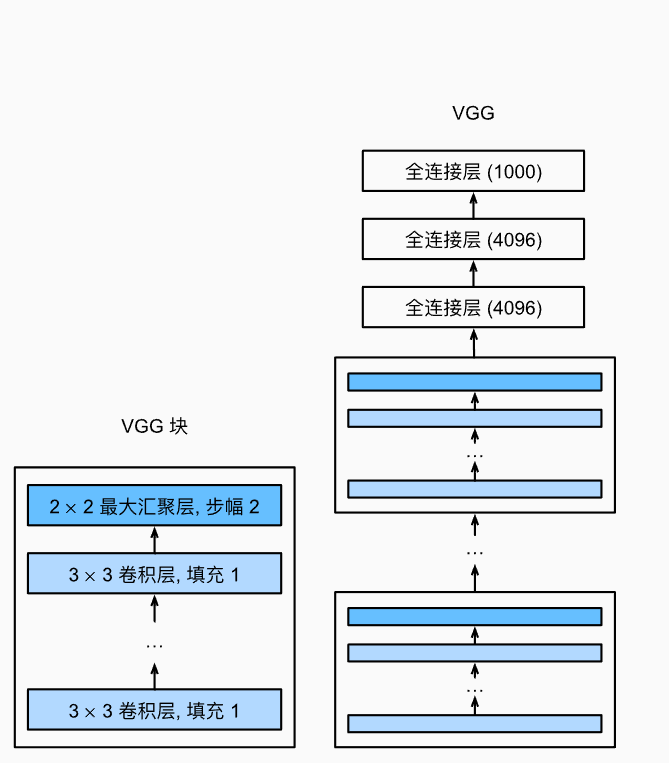 VGG
全连接层 (1000)
全连接层 (4096)
全连接层 (4096)
...
...
...
VGG 块
2 × 2 最大汇聚层, 步幅 2
3 × 3 卷积层, 填充 1
...
3 × 3 卷积层, 填充 1